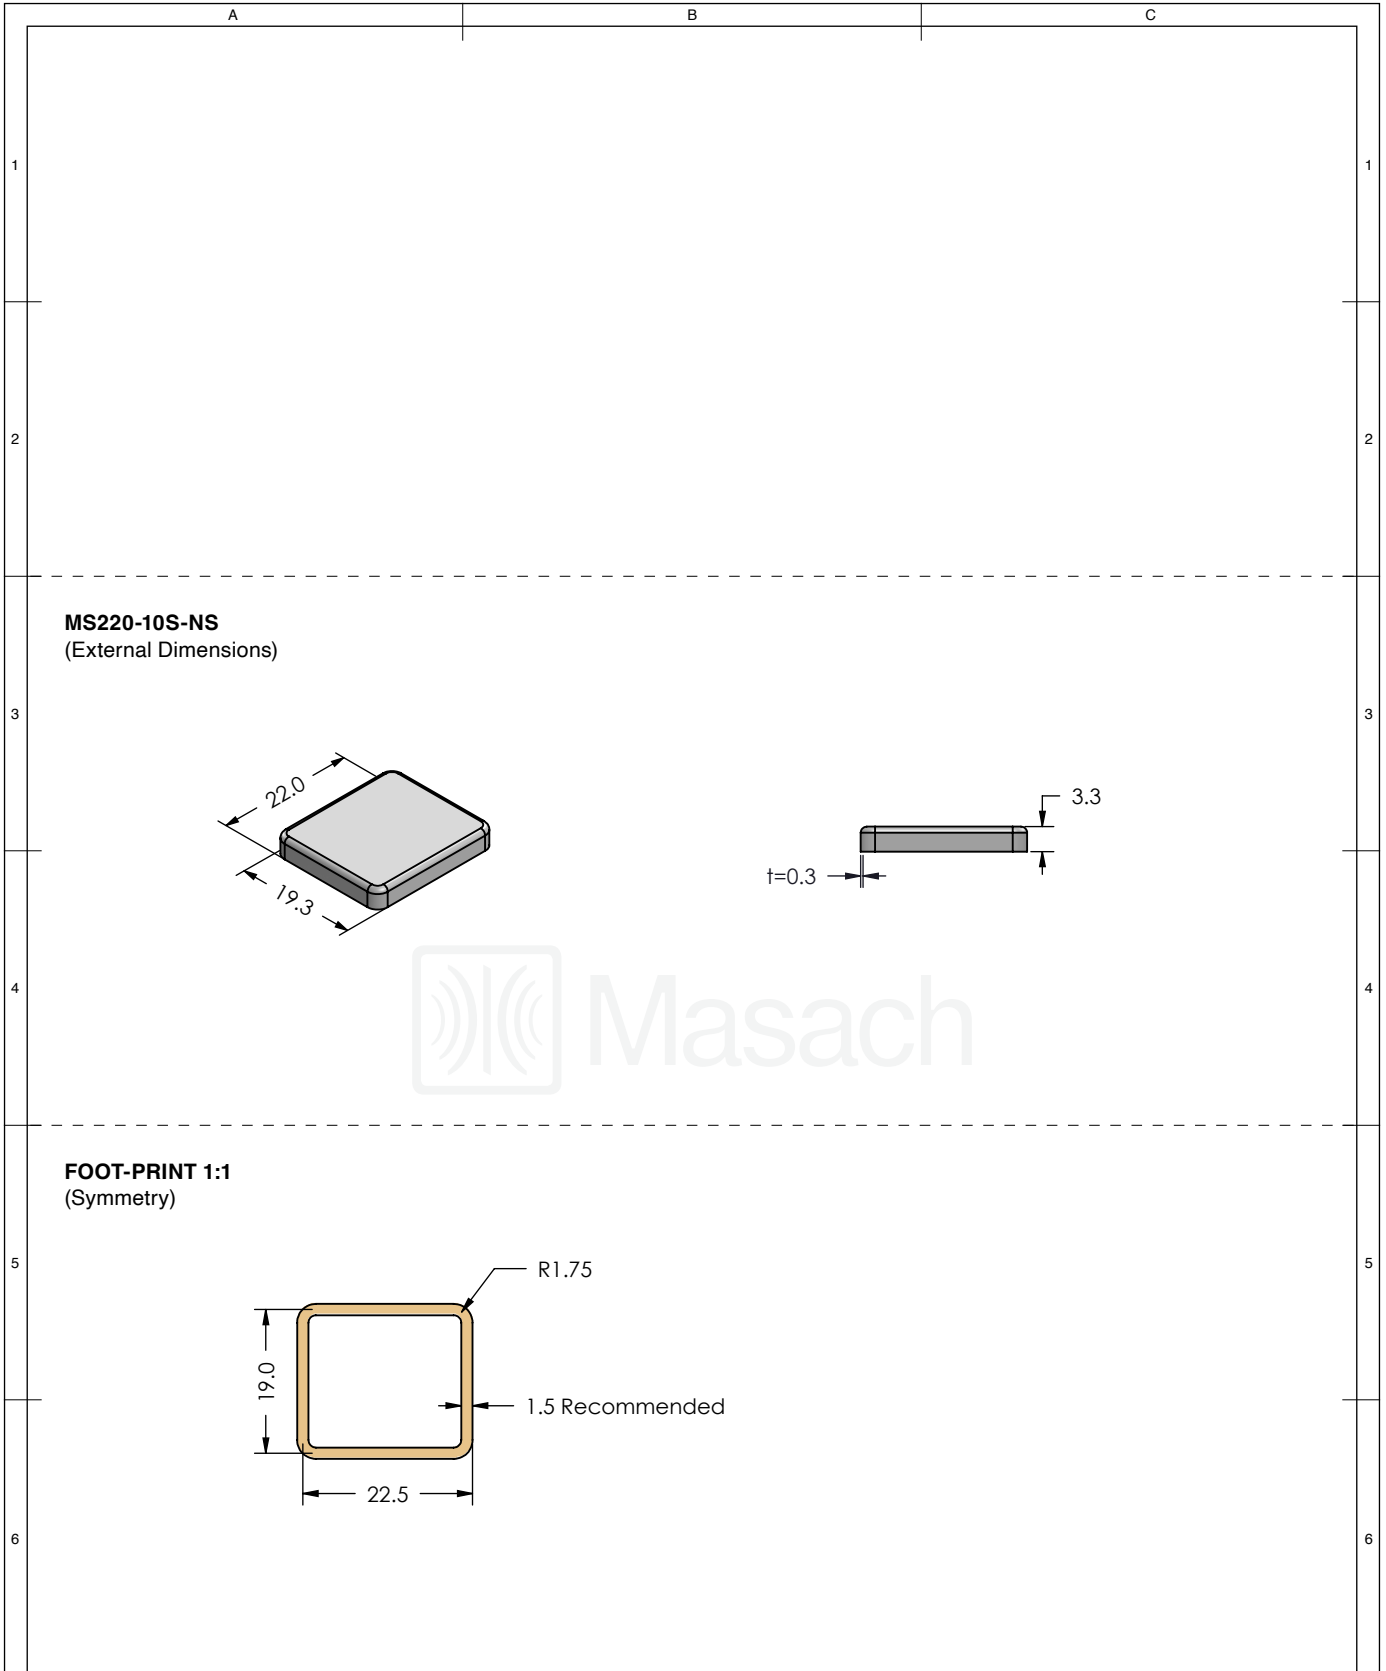 A B C
1 1
2 2
MS220-10S-NS
(External Dimensions)
3 3
22.0
3.3
t=0.3
19.3
Masach
4 4
FOOT-PRINT 1:1
(Symmetry)
5 5
R1.75
19.0
1.5 Recommended
22.5
6 6